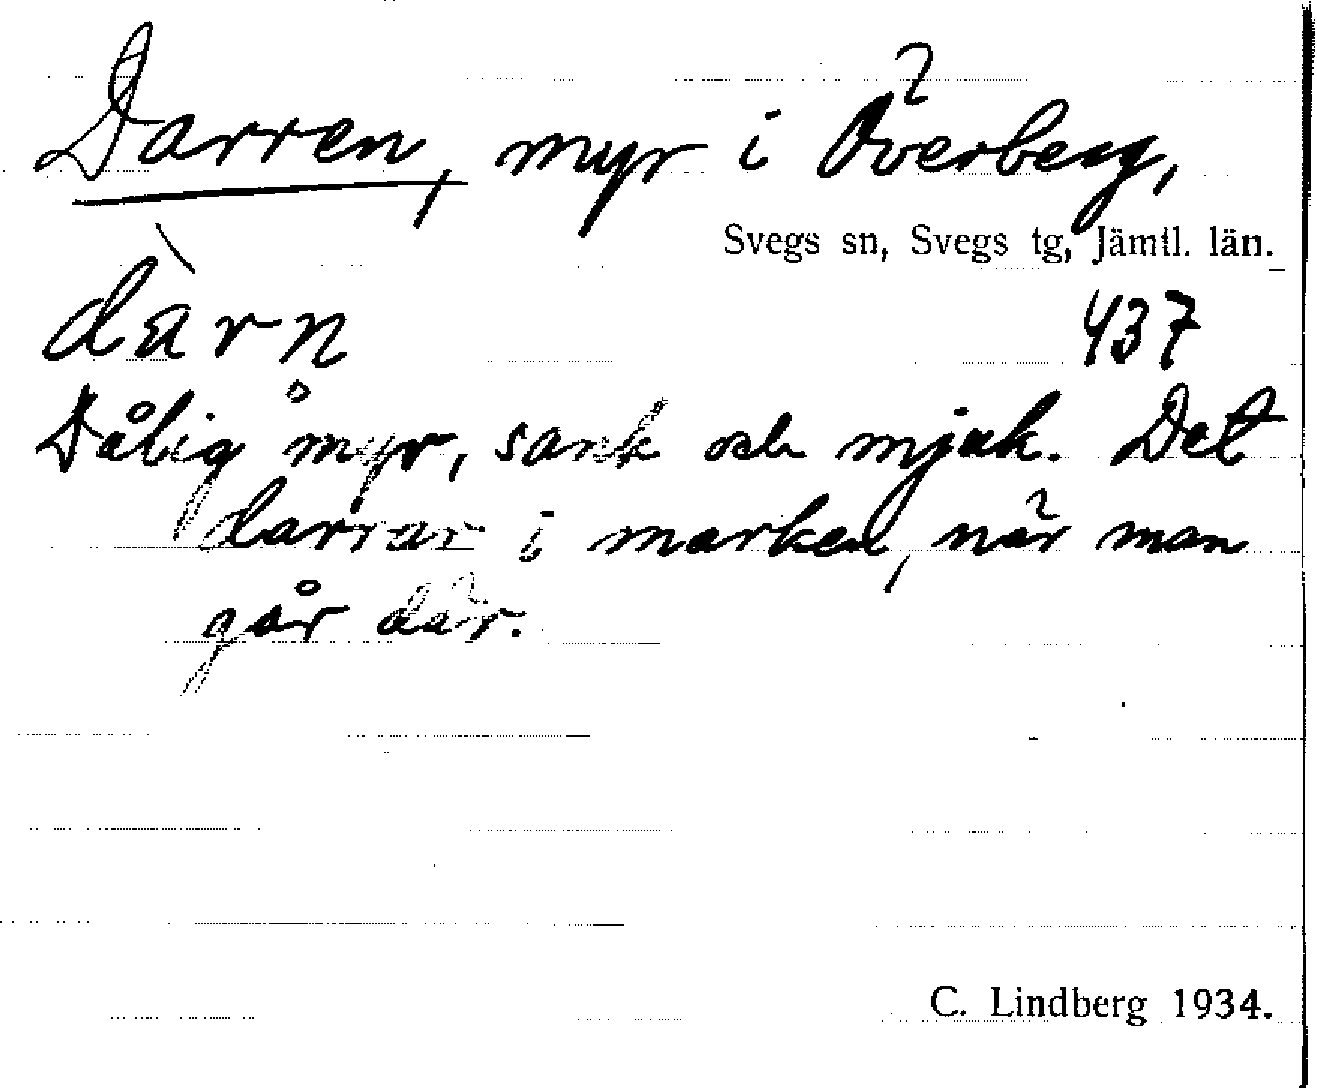 Darren, myr i Överberg,
Svegs sn, Svegs tg, Jämtl. län.
dàrn 437
Dålig myr, sank och mjuk. Det
darrar i marken, när man
går där.
C. Lindberg 1934.